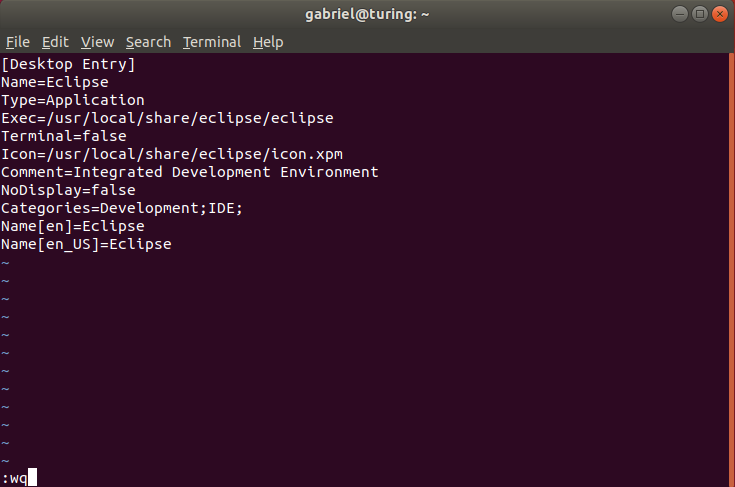 gabriel@turing: ~
File Edit View Search Terminal Help
[Desktop Entry]
Name=Eclipse
Type=Application
Exec=/usr/local/share/eclipse/eclipse
Terminal=false
Icon=/usr/local/share/eclipse/icon.xpm
Comment=Integrated Development Environment
NoDisplay=false
Categories=Development;IDE;
Name[en]=Eclipse
Name[en_US]=Eclipse
~
~
~
~
~
~
~
~
~
~
~
~
:wq